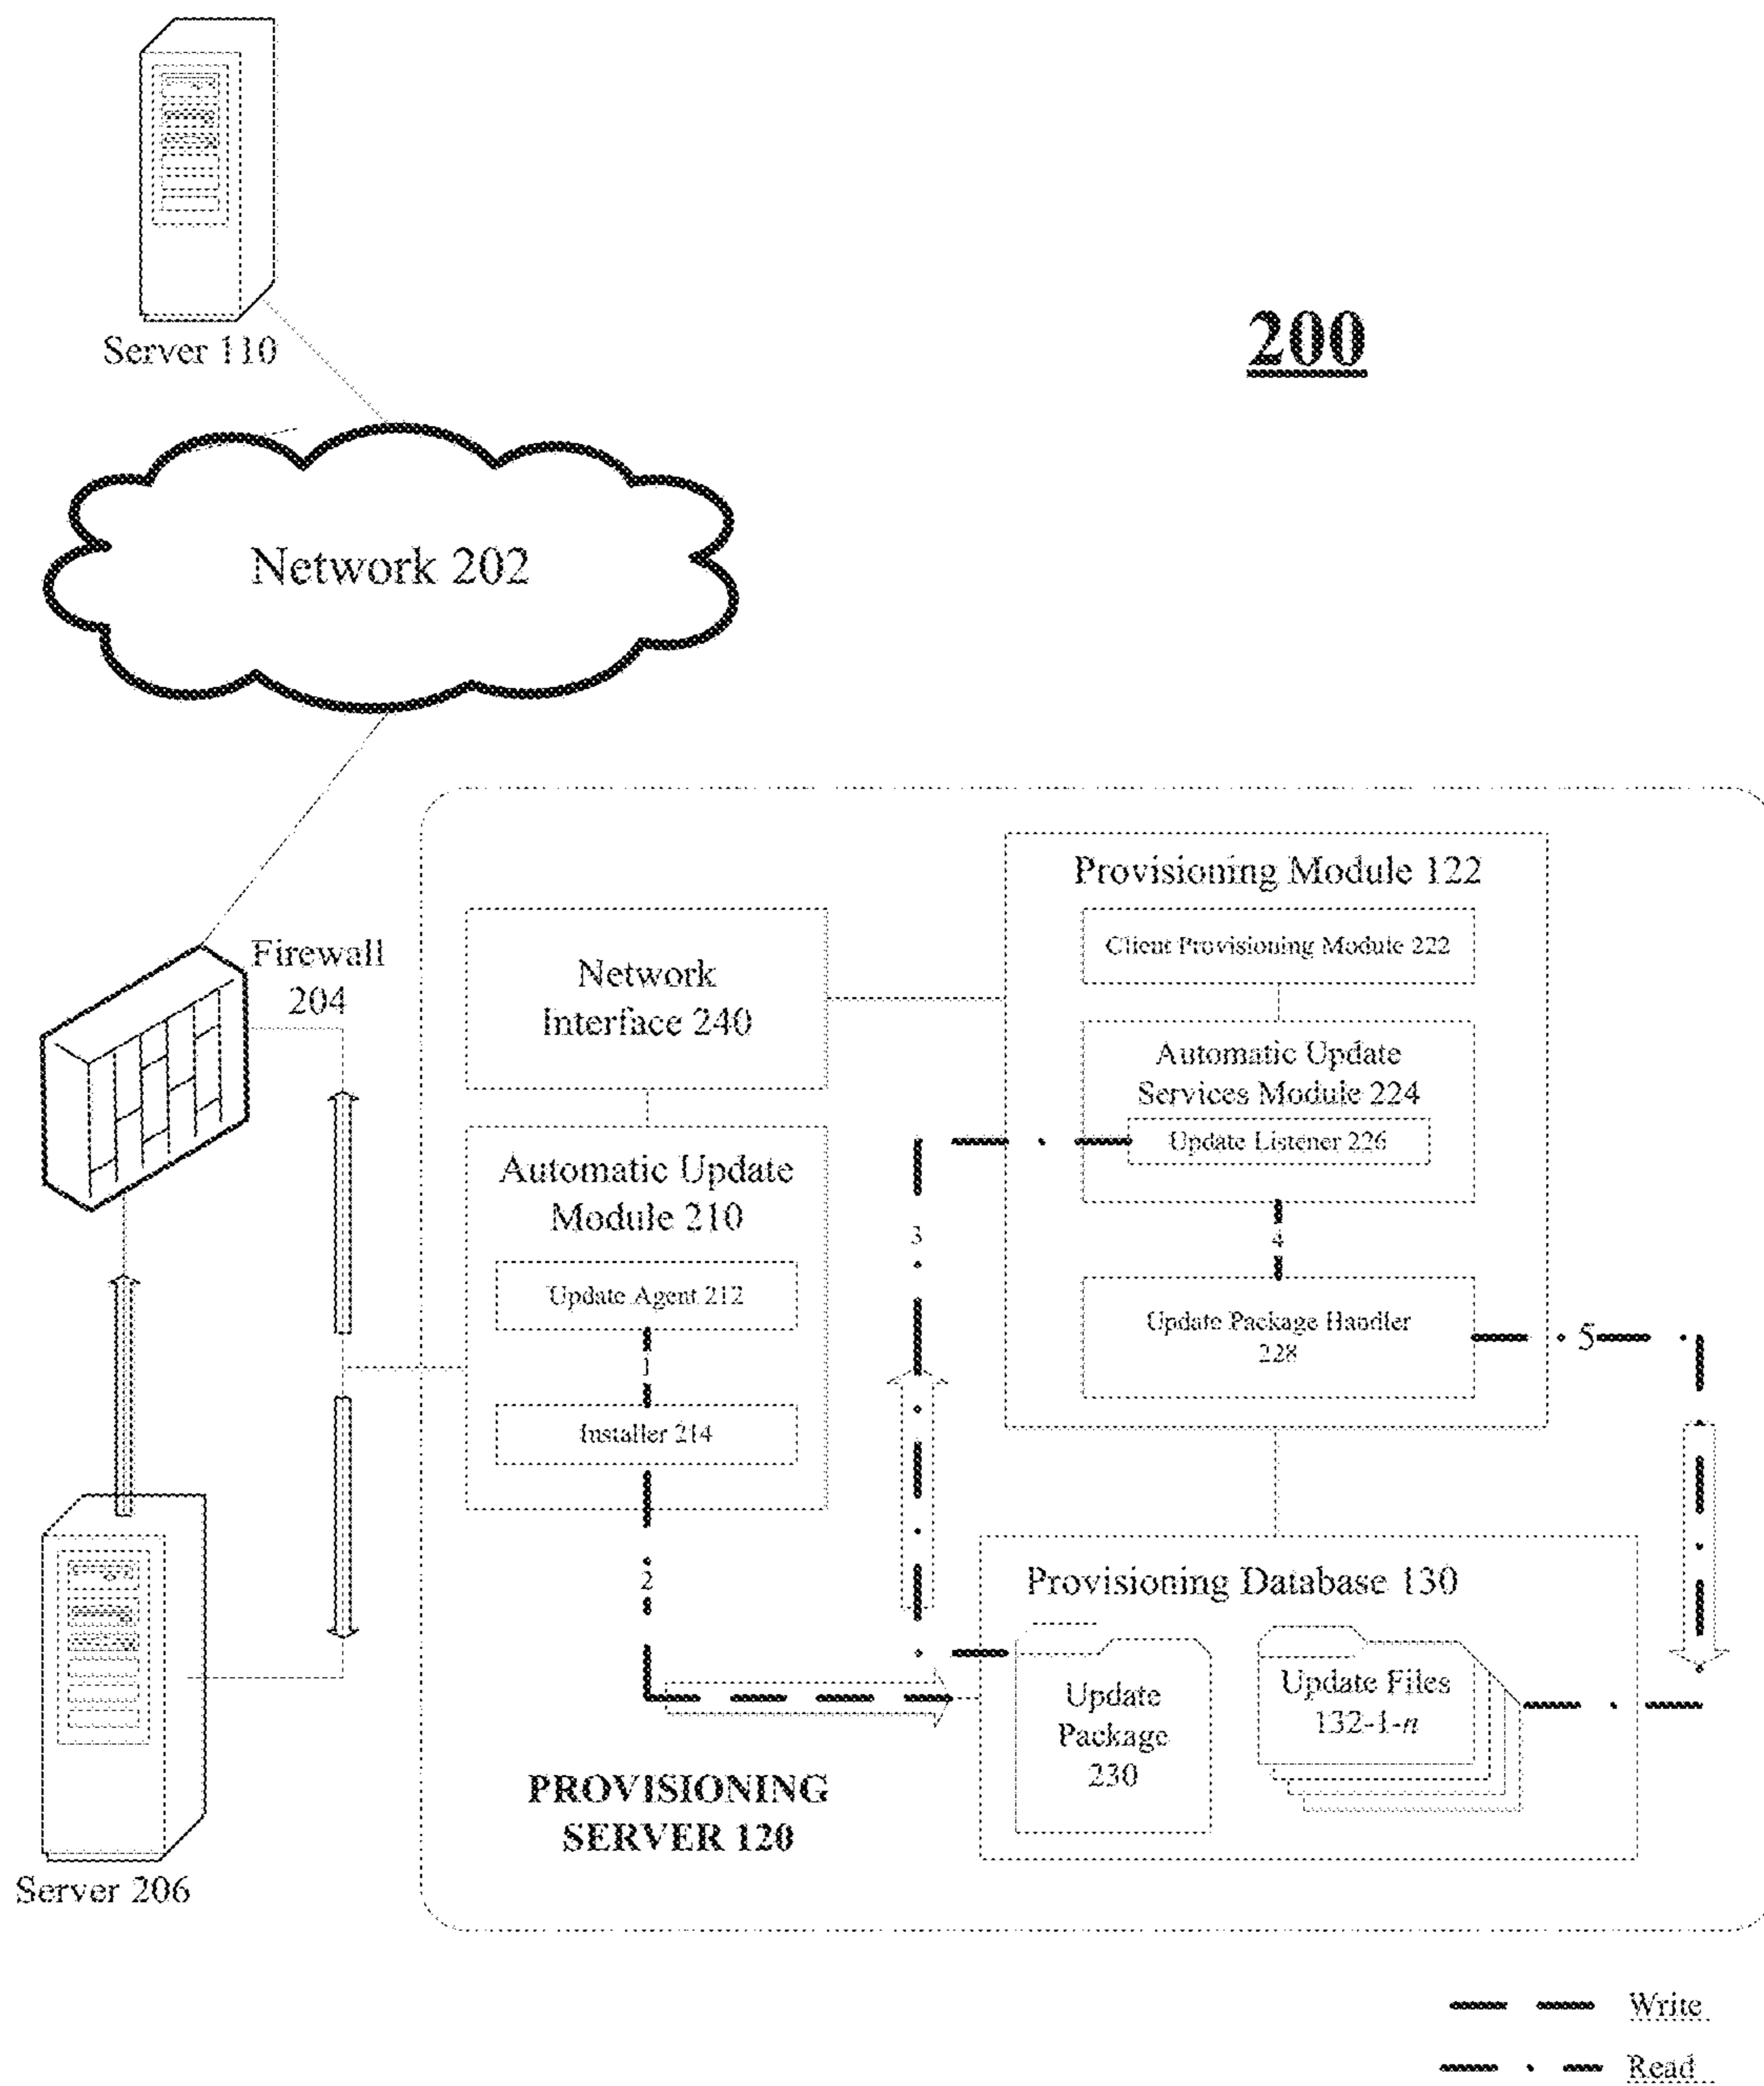 Server 110
200
Network 202
Firewall
204
Server 206
Network
Interface 240
Automatic Update
Module 210
Update Agent 212
1
Installer 214
2
3
Provisioning Module 122
Client Provisioning Module 222
Automatic Update
Services Module 224
Update Listener 226
4
Update Package Handler
228
5
Provisioning Database 130
Update
Package
230
Update Files
132-1-n
PROVISIONING
SERVER 120
Write
Read